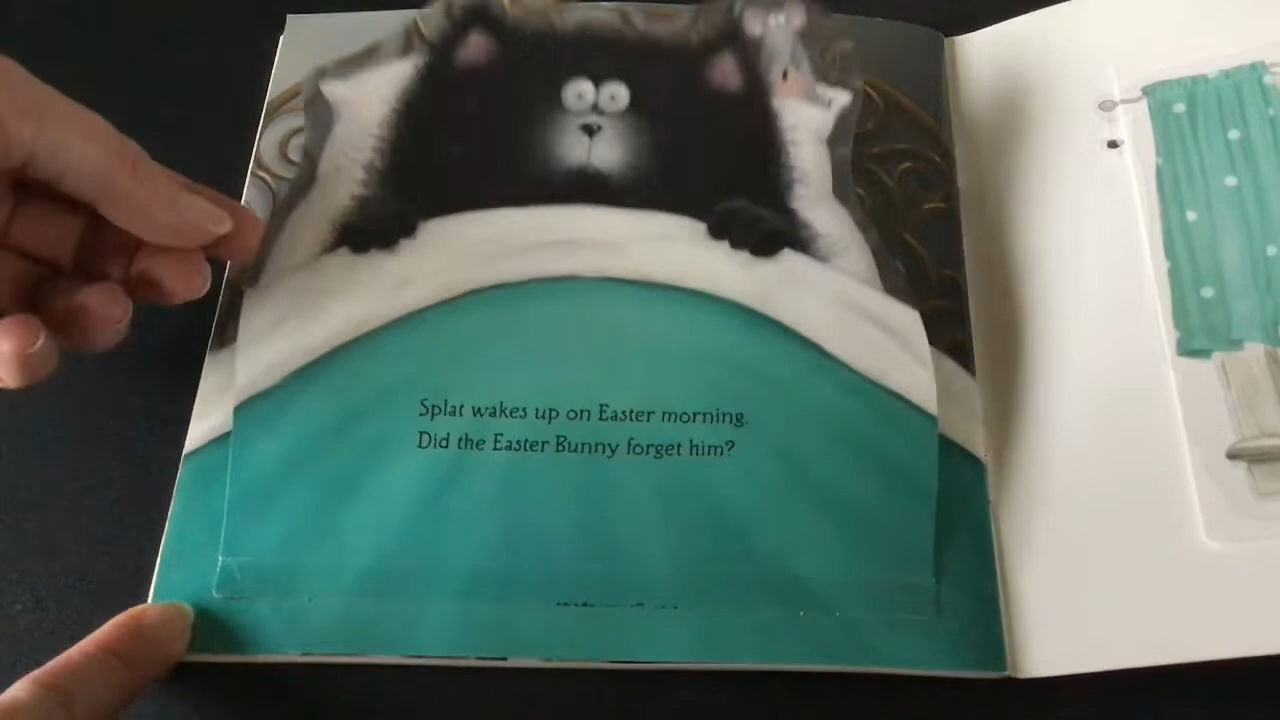 Splat wakes up on Easter morning.
Did the Easter Bunny forget him?